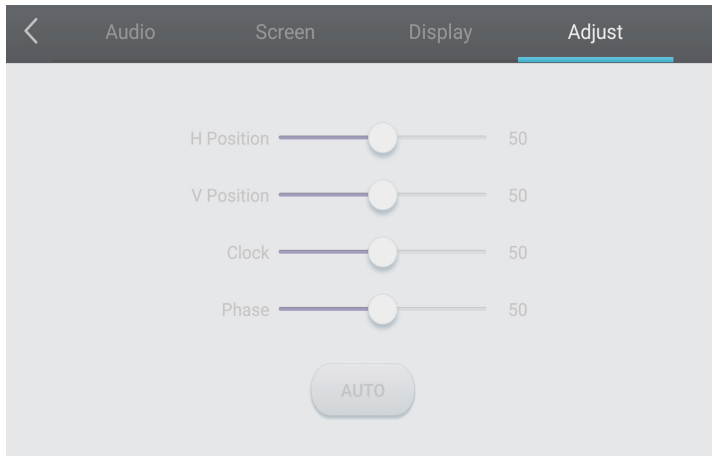 Audio Screen Display Adjust
H Position 50
V Position 50
Clock 50
Phase 50
AUTO